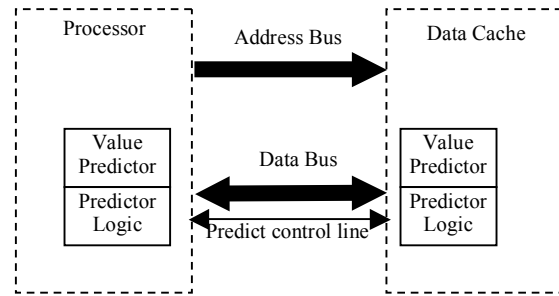 Processor
Address Bus
Data Cache
Value
Predictor
Predictor
Logic
Data Bus
Predict control line
Value
Predictor
Predictor
Logic